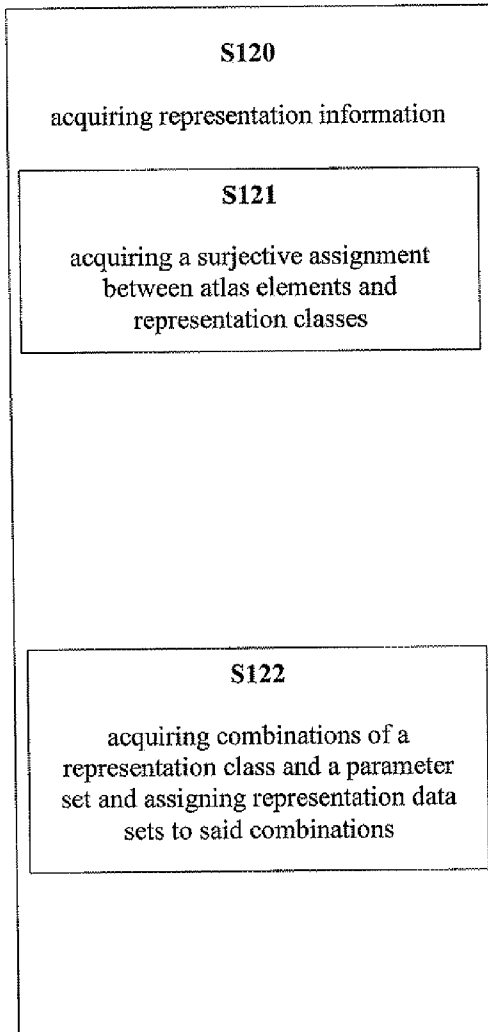 S120
acquiring representation information
S121
acquiring a surjective assignment
between atlas elements and
representation classes
S122
acquiring combinations of a
representation class and a parameter
set and assigning representation data
sets to said combinations